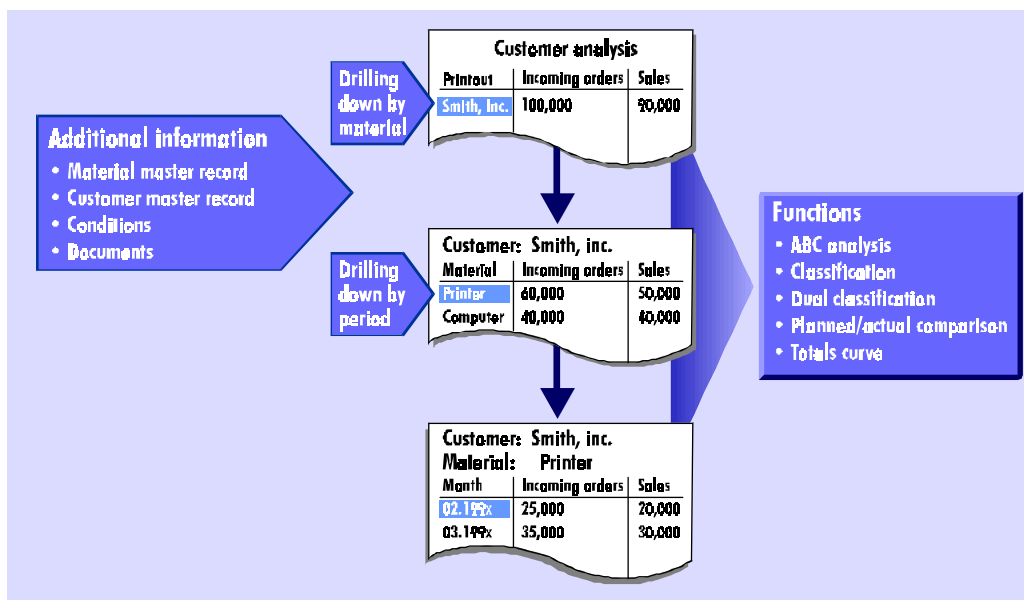 Customer analysis
Printout Incoming orders Sales
Smith, Inc. 100,000 90,000
Drilling
down by
material
Additional information
• Material master record
• Customer master record
• Conditions
• Documents
Customer: Smith, inc.
Material Incoming orders Sales
Printer 60,000 50,000
Computer 40,000 40,000
Drilling
down by
period
Functions
• ABC analysis
• Classification
• Dual classification
• Planned/actual comparison
• Totals curve
Customer: Smith, inc.
Material: Printer
Month Incoming orders Sales
02.199x 25,000 20,000
03.199x 35,000 30,000